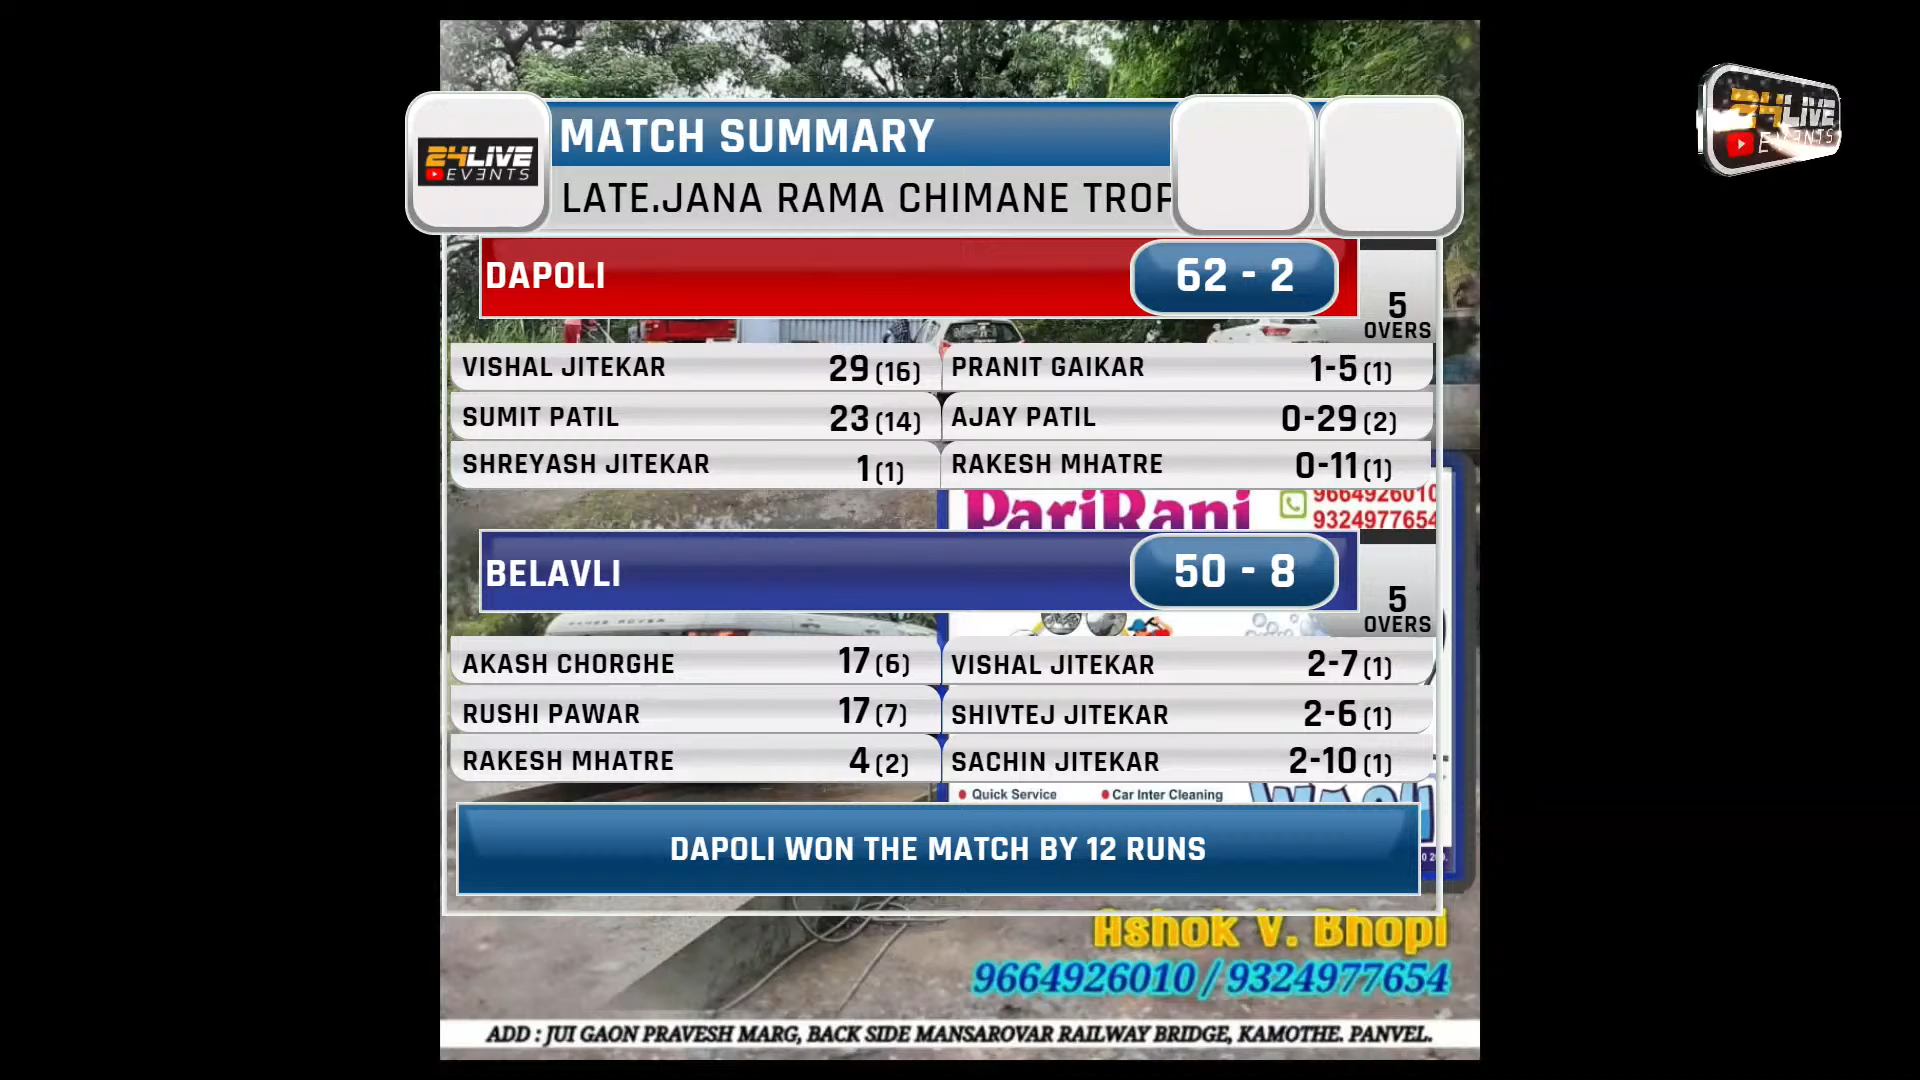 24LIVE
EVENTS
MATCH SUMMARY
LATE.JANA RAMA CHIMANE TROP
24LIVE
EVENTS
DAPOLI 62 - 2
5
OVERS
VISHAL JITEKAR 29 (16) PRANIT GAIKAR 1-5 (1)
SUMIT PATIL 23 (14) AJAY PATIL 0-29 (2)
SHREYASH JITEKAR 1 (1) RAKESH MHATRE 0-11 (1)
PariRani 9664926010
9324977654
BELAVLI 50 - 8
5
OVERS
AKASH CHORGHE 17 (6) VISHAL JITEKAR 2-7 (1)
RUSHI PAWAR 17 (7) SHIVTEJ JITEKAR 2-6 (1)
RAKESH MHATRE 4 (2) SACHIN JITEKAR 2-10 (1)
• Quick Service • Car Inter Cleaning
DAPOLI WON THE MATCH BY 12 RUNS
Ashok V. Bhopi
9664926010 / 9324977654
ADD : JUI GAON PRAVESH MARG, BACK SIDE MANSAROVAR RAILWAY BRIDGE, KAMOTHE. PANVEL.